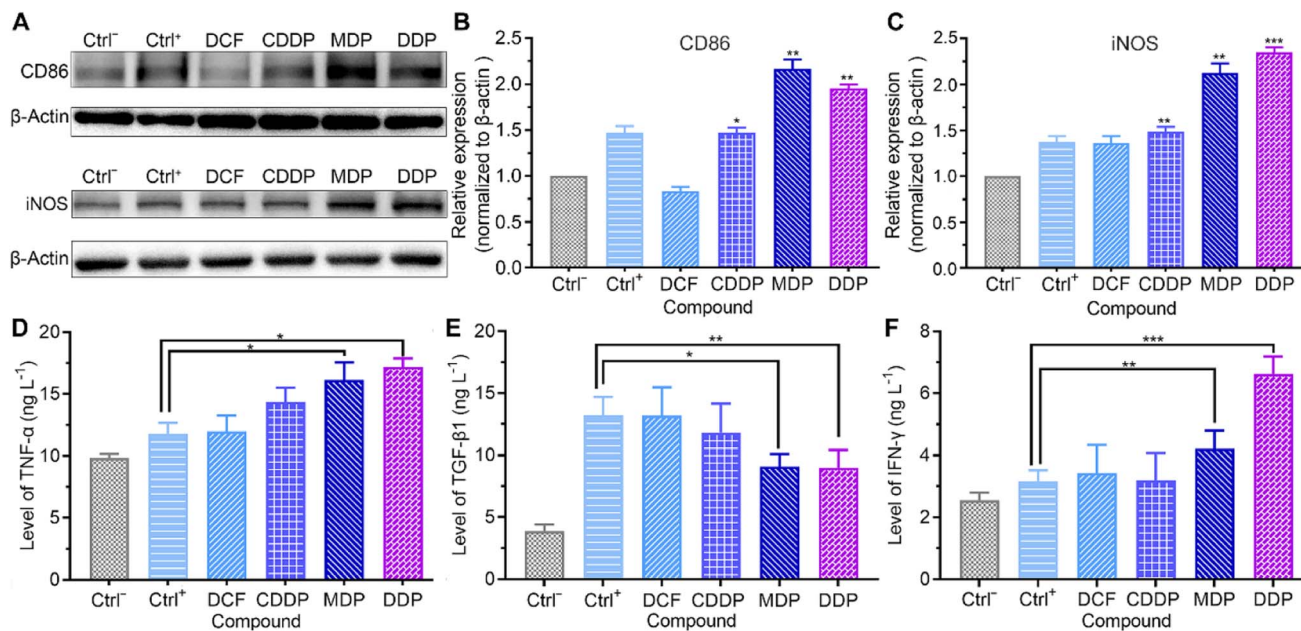 A
Ctrl⁻ Ctrl⁺ DCF CDDP MDP DDP
CD86
β-Actin
Ctrl⁻ Ctrl⁺ DCF CDDP MDP DDP
iNOS
β-Actin
B
CD86
Relative expression
(normalized to β-actin)
2.5
2.0
1.5
1.0
0.5
0.0
* ** **
Ctrl⁻ Ctrl⁺ DCF CDDP MDP DDP
Compound
C
iNOS
Relative expression
(normalized to β-actin)
2.5
2.0
1.5
1.0
0.5
0.0
** ** ***
Ctrl⁻ Ctrl⁺ DCF CDDP MDP DDP
Compound
D
Level of TNF-α (ng L⁻¹)
20
15
10
5
0
*
*
Ctrl⁻ Ctrl⁺ DCF CDDP MDP DDP
Compound
E
Level of TGF-β1 (ng L⁻¹)
20
15
10
5
0
**
*
Ctrl⁻ Ctrl⁺ DCF CDDP MDP DDP
Compound
F
Level of IFN-γ (ng L⁻¹)
8
6
4
2
0
***
**
Ctrl⁻ Ctrl⁺ DCF CDDP MDP DDP
Compound